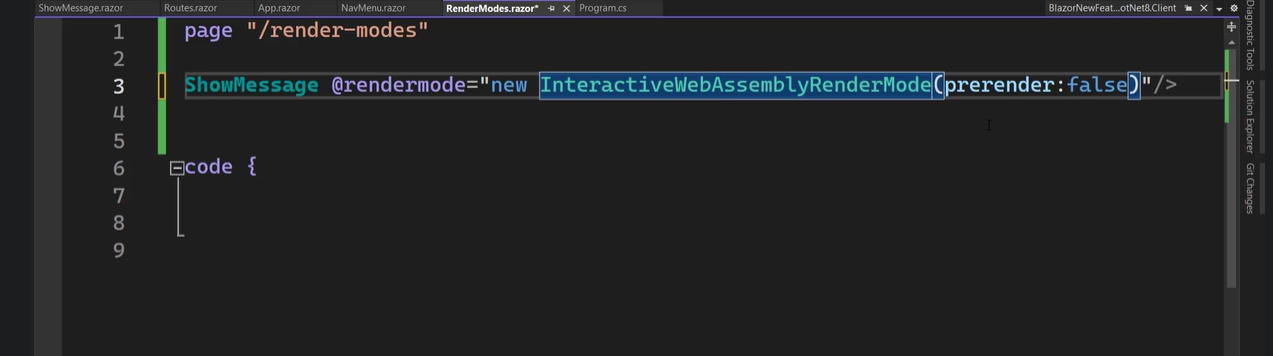 ShowMessage.razor Routes.razor App.razor NavMenu.razor RenderModes.razor* Program.cs BlazorNewFeat...otNet8.Client
1 page "/render-modes"
2
3 ShowMessage @rendermode="new InteractiveWebAssemblyRenderMode(prerender:false)"/>
4
5
6 code {
7
8
9
Diagnostic Tools
Solution Explorer
Git Changes